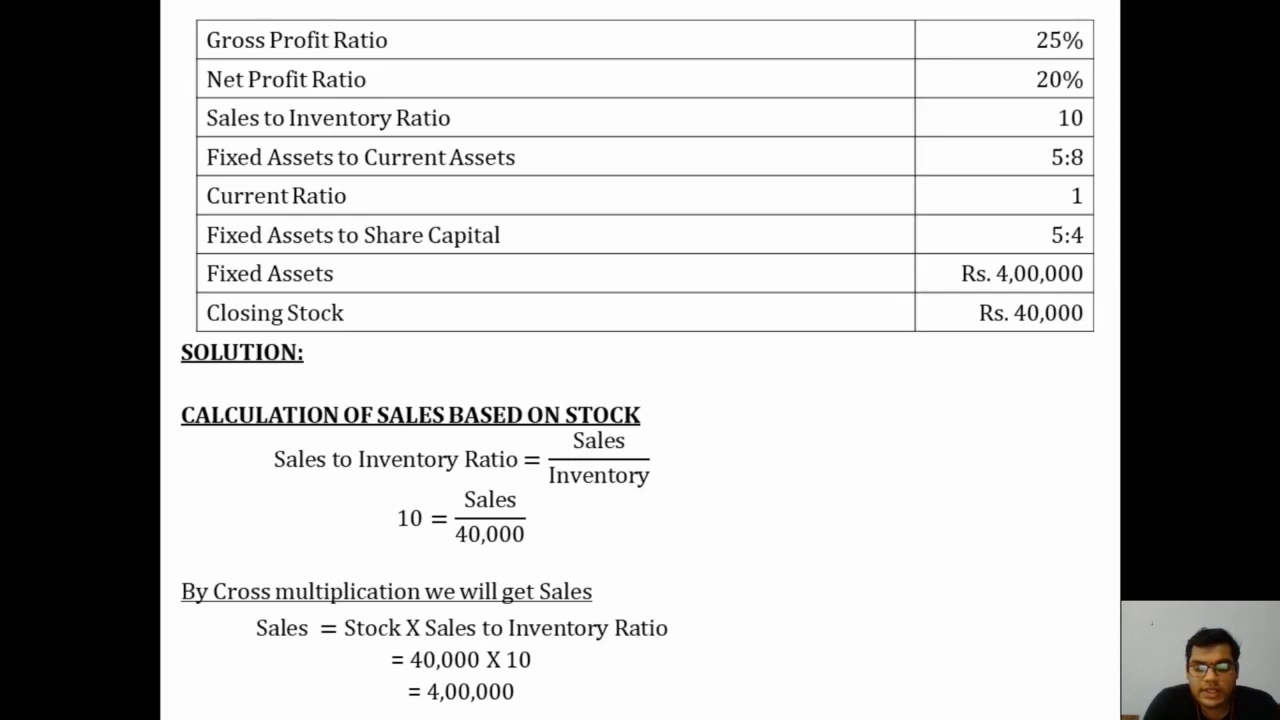 Gross Profit Ratio 25%
Net Profit Ratio 20%
Sales to Inventory Ratio 10
Fixed Assets to Current Assets 5:8
Current Ratio 1
Fixed Assets to Share Capital 5:4
Fixed Assets Rs. 4,00,000
Closing Stock Rs. 40,000
SOLUTION:
CALCULATION OF SALES BASED ON STOCK
Sales to Inventory Ratio = Sales / Inventory
10 = Sales / 40,000
By Cross multiplication we will get Sales
Sales = Stock X Sales to Inventory Ratio
= 40,000 X 10
= 4,00,000